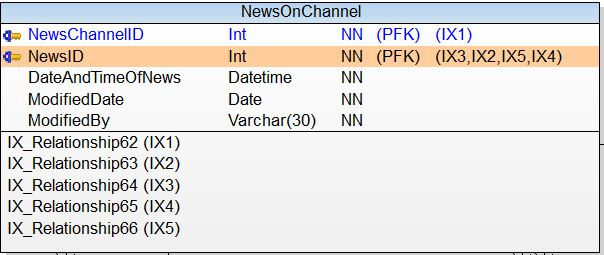 NewsOnChannel
NewsChannelID Int NN (PFK) (IX1)
NewsID Int NN (PFK) (IX3,IX2,IX5,IX4)
DateAndTimeOfNews Datetime NN
ModifiedDate Date NN
ModifiedBy Varchar(30) NN
IX_Relationship62 (IX1)
IX_Relationship63 (IX2)
IX_Relationship64 (IX3)
IX_Relationship65 (IX4)
IX_Relationship66 (IX5)